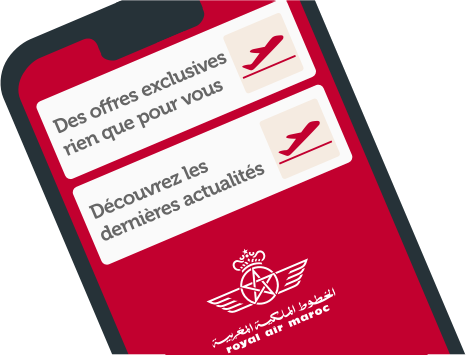 Des offres exclusives
rien que pour vous
Découvrez les
dernières actualités
الخطوط الملكية المغربية
royal air maroc